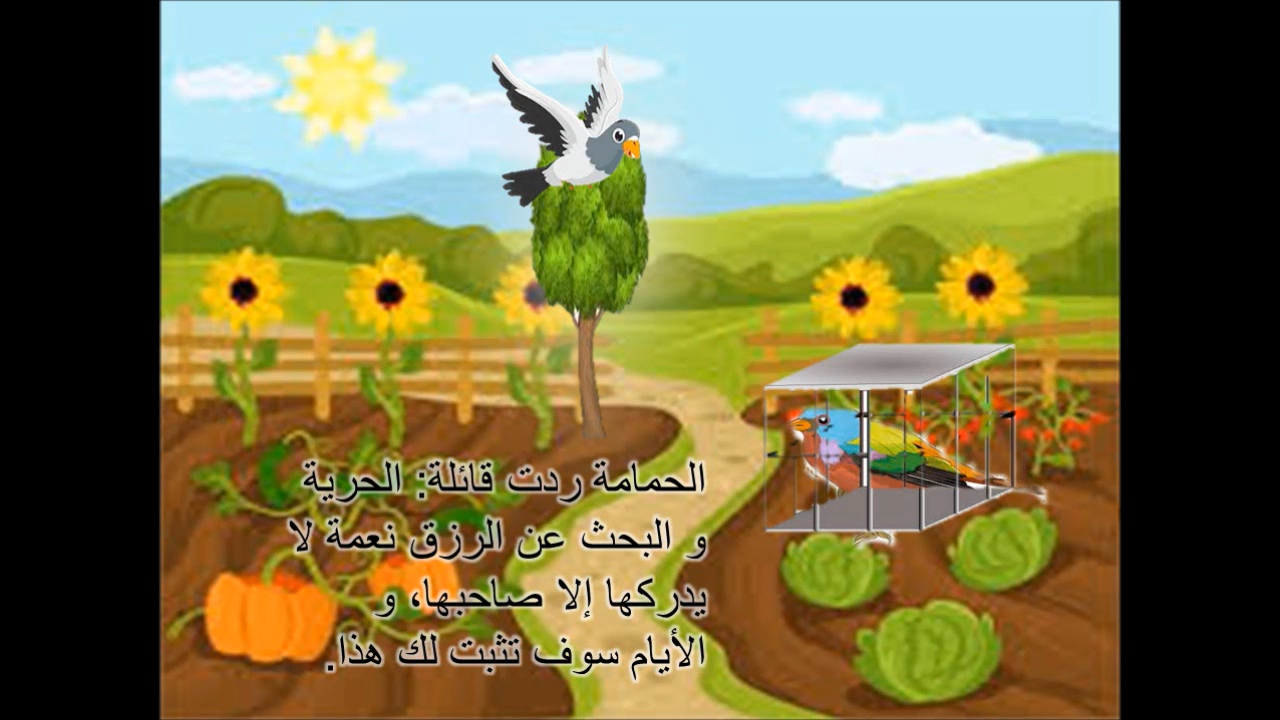 الحمامة ردت قائلة: الحرية
و البحث عن الرزق نعمة لا
يدركها إلا صاحبها، و
الأيام سوف تثبت لك هذا.